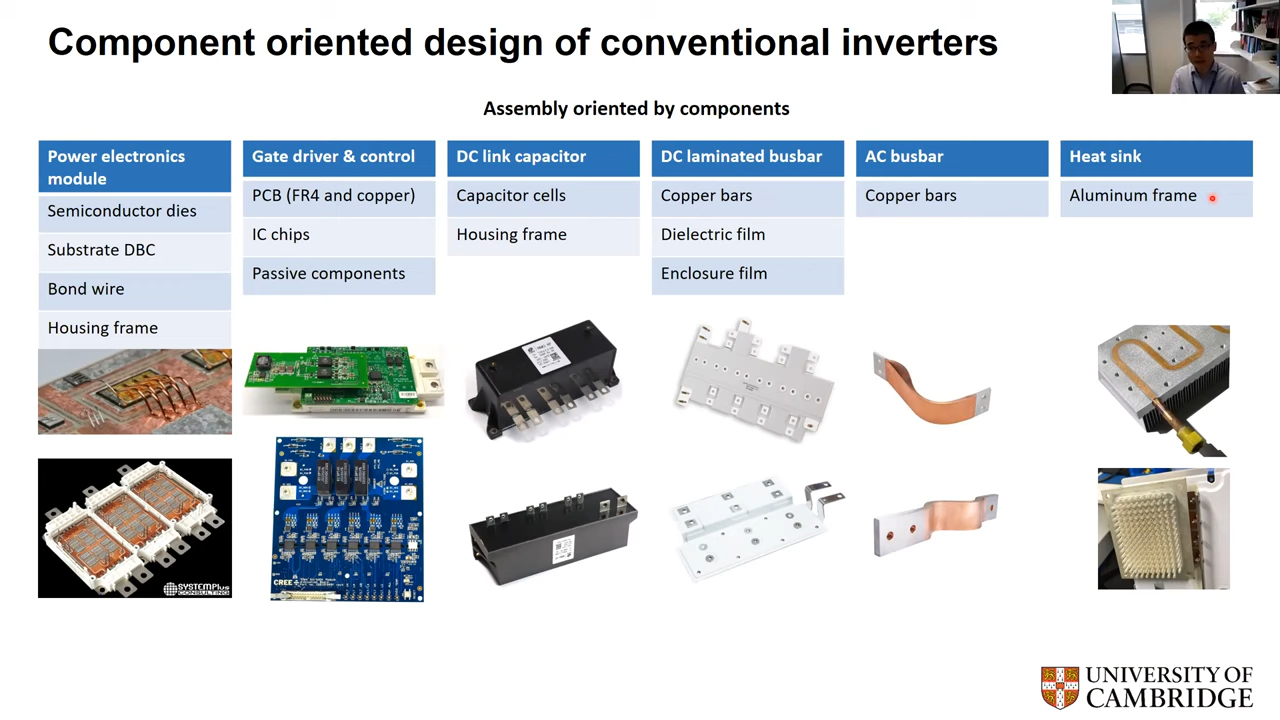 Component oriented design of conventional inverters
Assembly oriented by components
Power electronics
module
Semiconductor dies
Substrate DBC
Bond wire
Housing frame
Gate driver & control
PCB (FR4 and copper)
IC chips
Passive components
DC link capacitor
Capacitor cells
Housing frame
DC laminated busbar
Copper bars
Dielectric film
Enclosure film
AC busbar
Copper bars
Heat sink
Aluminum frame
SYSTEMPlus
CONSULTING
CREE
UNIVERSITY OF
CAMBRIDGE